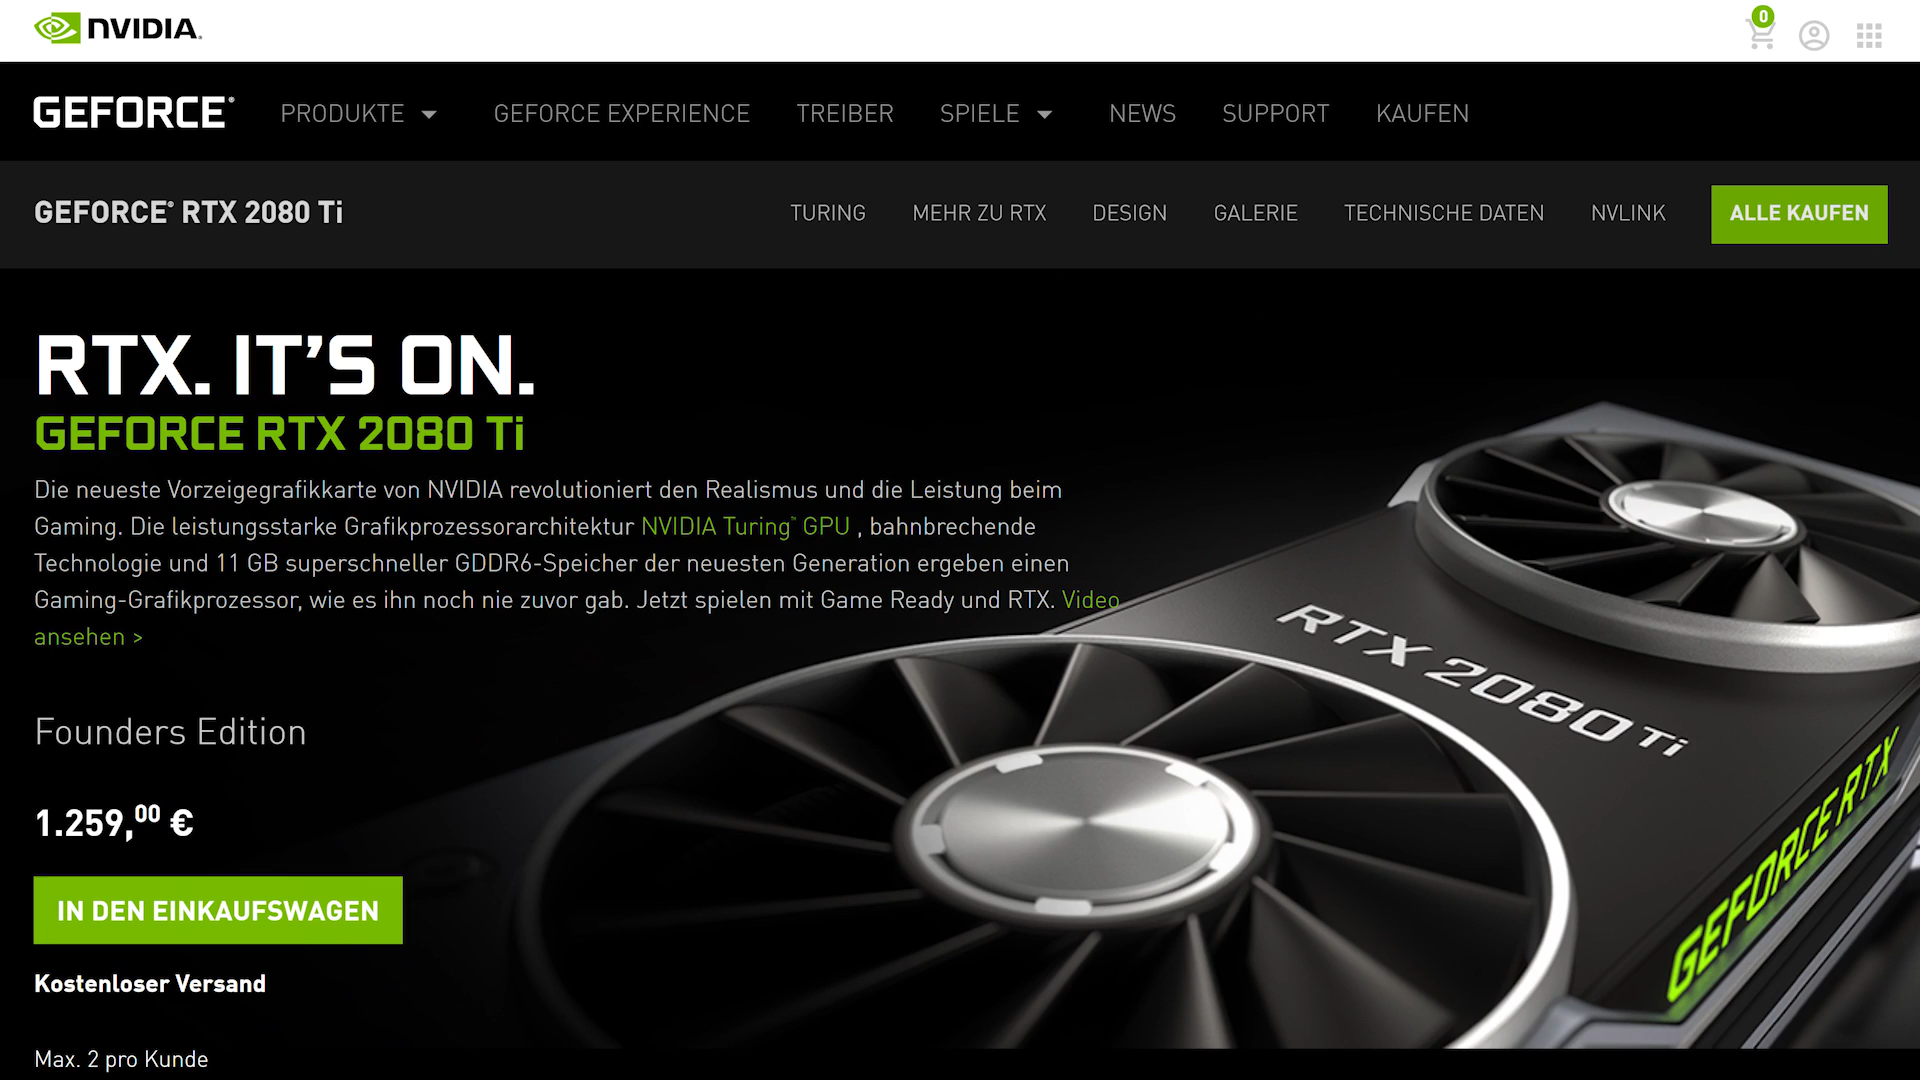 NVIDIA.
0
GEFORCE®
PRODUKTE
GEFORCE EXPERIENCE
TREIBER
SPIELE
NEWS
SUPPORT
KAUFEN
GEFORCE® RTX 2080 Ti
TURING
MEHR ZU RTX
DESIGN
GALERIE
TECHNISCHE DATEN
NVLINK
ALLE KAUFEN
RTX. IT’S ON.
GEFORCE RTX 2080 Ti
Die neueste Vorzeigegrafikkarte von NVIDIA revolutioniert den Realismus und die Leistung beim
Gaming. Die leistungsstarke Grafikprozessorarchitektur NVIDIA Turing™ GPU , bahnbrechende
Technologie und 11 GB superschneller GDDR6-Speicher der neuesten Generation ergeben einen
Gaming-Grafikprozessor, wie es ihn noch nie zuvor gab. Jetzt spielen mit Game Ready und RTX. Video
ansehen >
RTX 2080 Ti
GEFORCE RTX
Founders Edition
1.259,00 €
IN DEN EINKAUFSWAGEN
Kostenloser Versand
Max. 2 pro Kunde